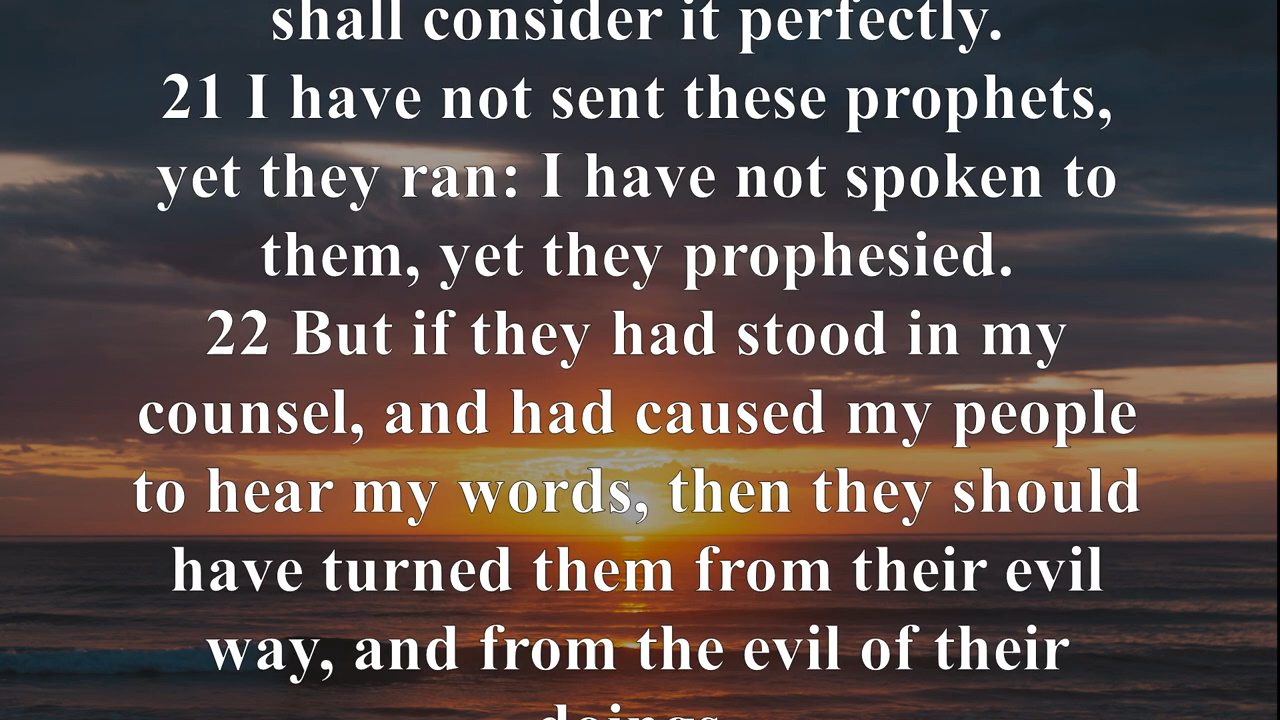 shall consider it perfectly.
21 I have not sent these prophets,
yet they ran: I have not spoken to
them, yet they prophesied.
22 But if they had stood in my
counsel, and had caused my people
to hear my words, then they should
have turned them from their evil
way, and from the evil of their
doings.